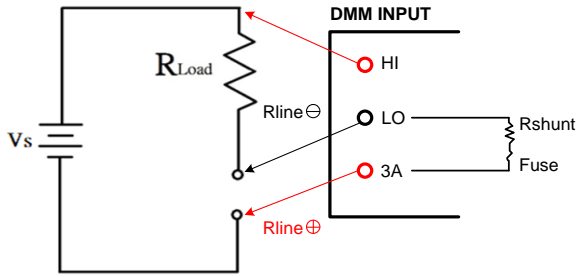 DMM INPUT
HI
RLoad
Rline⊖
LO
Rshunt
Vs
3A
Fuse
Rline⊕